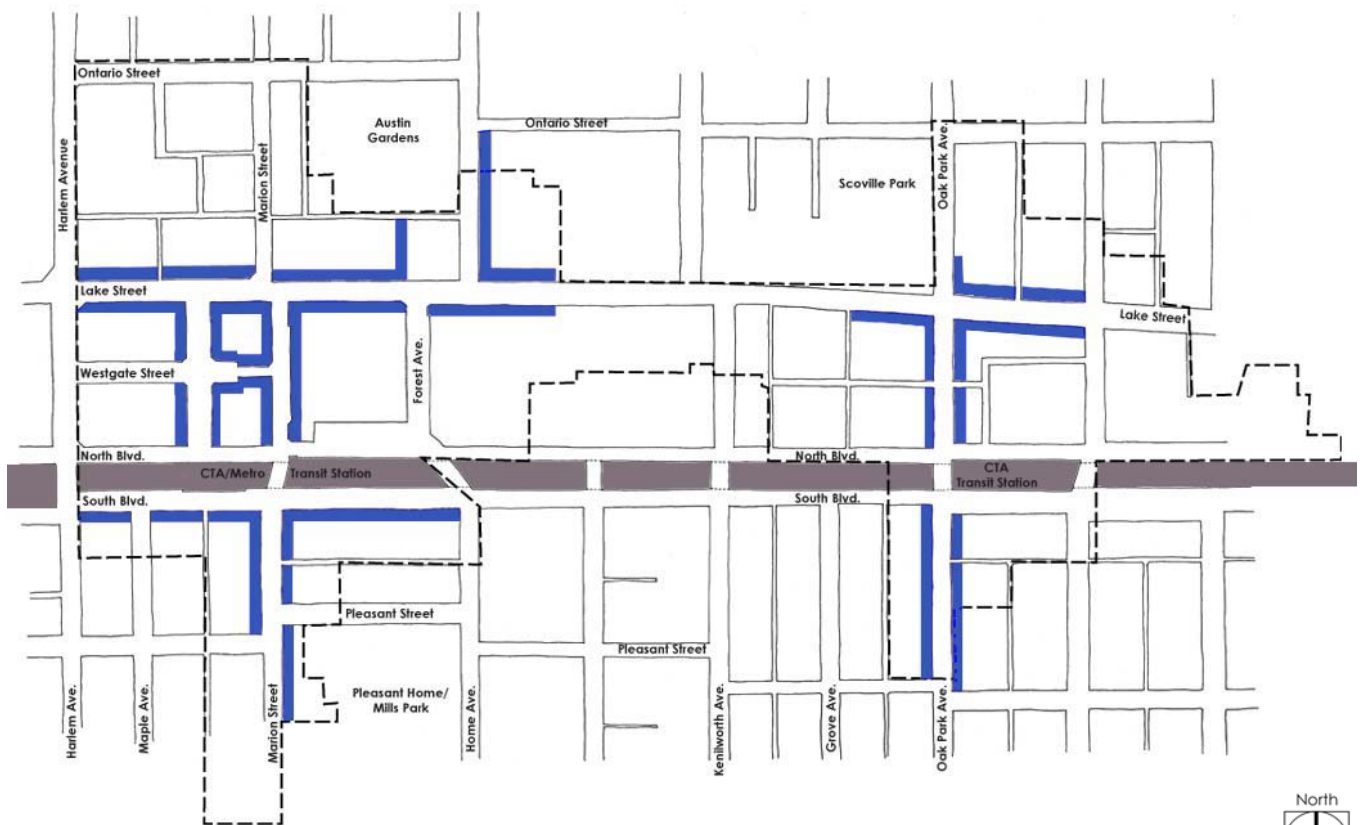 Ontario Street
Austin
Gardens
Ontario Street
Oak Park Ave.
Scoville Park
Harlem Avenue
Marion Street
Lake Street
Lake Street
Westgate Street
Forest Ave.
North Blvd.
North Blvd.
CTA/Metro
Transit Station
CTA
Transit Station
South Blvd.
South Blvd.
Pleasant Street
Pleasant Street
Pleasant Home/
Mills Park
Harlem Ave.
Maple Ave.
Marion Street
Home Ave.
Kenilworth Ave.
Grove Ave.
Oak Park Ave.
North